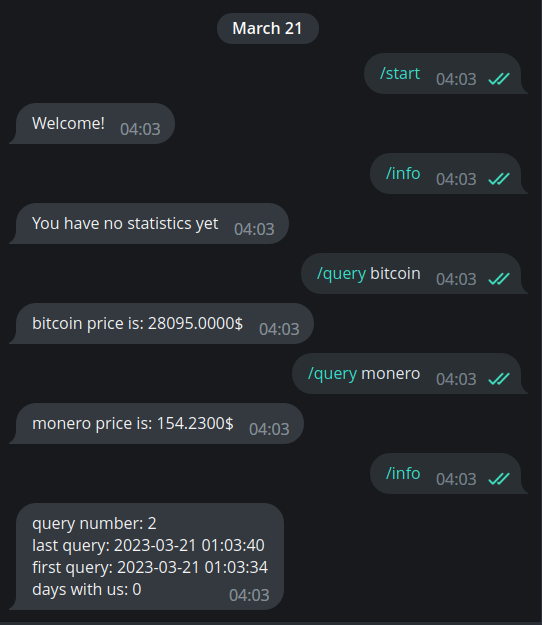 March 21
/start 04:03
Welcome! 04:03
/info 04:03
You have no statistics yet 04:03
/query bitcoin 04:03
bitcoin price is: 28095.0000$ 04:03
/query monero 04:03
monero price is: 154.2300$ 04:03
/info 04:03
query number: 2
last query: 2023-03-21 01:03:40
first query: 2023-03-21 01:03:34
days with us: 0 04:03